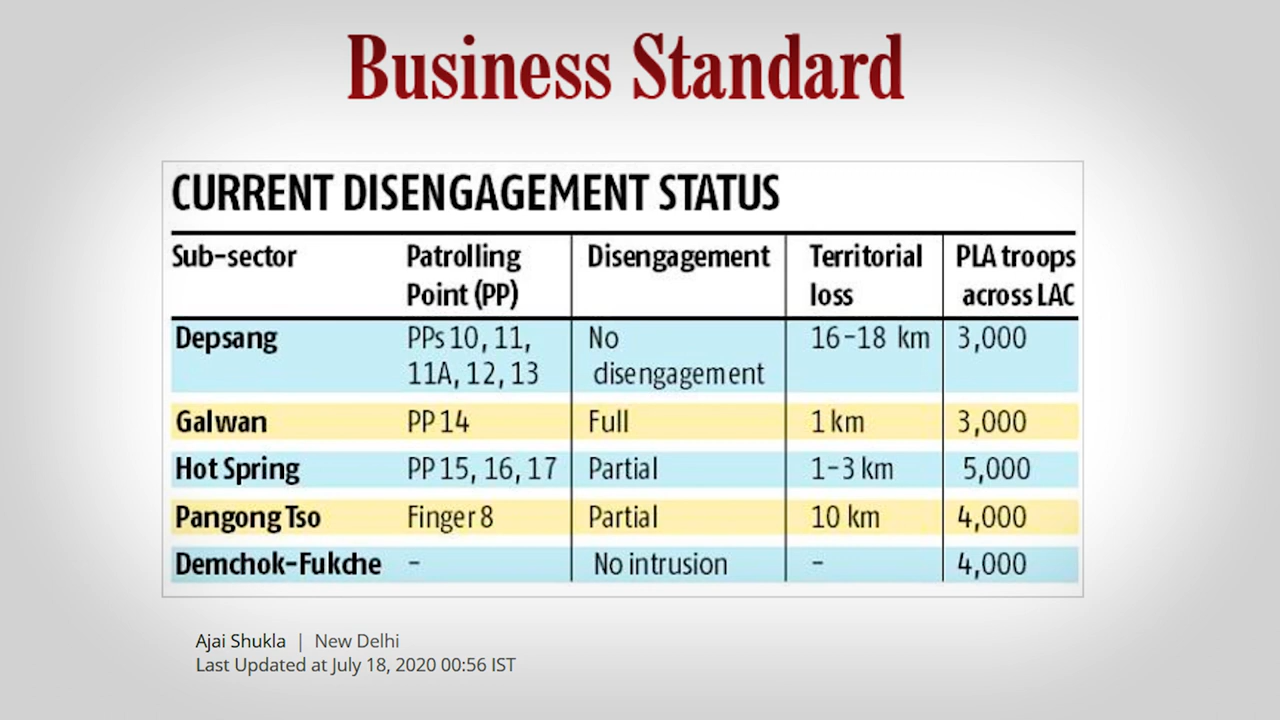 Business Standard
CURRENT DISENGAGEMENT STATUS
Sub-sector Patrolling Point (PP) Disengagement Territorial loss PLA troops across LAC
Depsang PPs 10, 11, 11A, 12, 13 No disengagement 16-18 km 3,000
Galwan PP 14 Full 1 km 3,000
Hot Spring PP 15, 16, 17 Partial 1-3 km 5,000
Pangong Tso Finger 8 Partial 10 km 4,000
Demchok-Fukche - No intrusion - 4,000
Ajai Shukla | New Delhi
Last Updated at July 18, 2020 00:56 IST